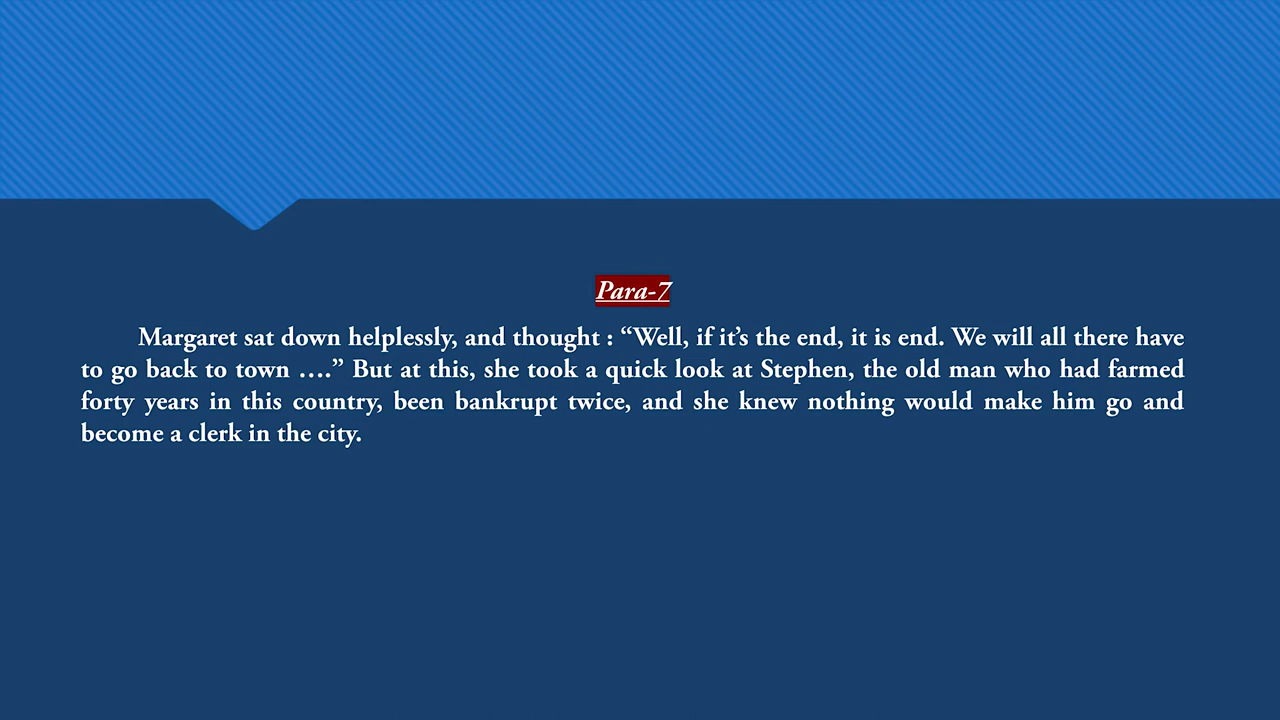 Para-7
Margaret sat down helplessly, and thought : “Well, if it’s the end, it is end. We will all there have
to go back to town ….” But at this, she took a quick look at Stephen, the old man who had farmed
forty years in this country, been bankrupt twice, and she knew nothing would make him go and
become a clerk in the city.